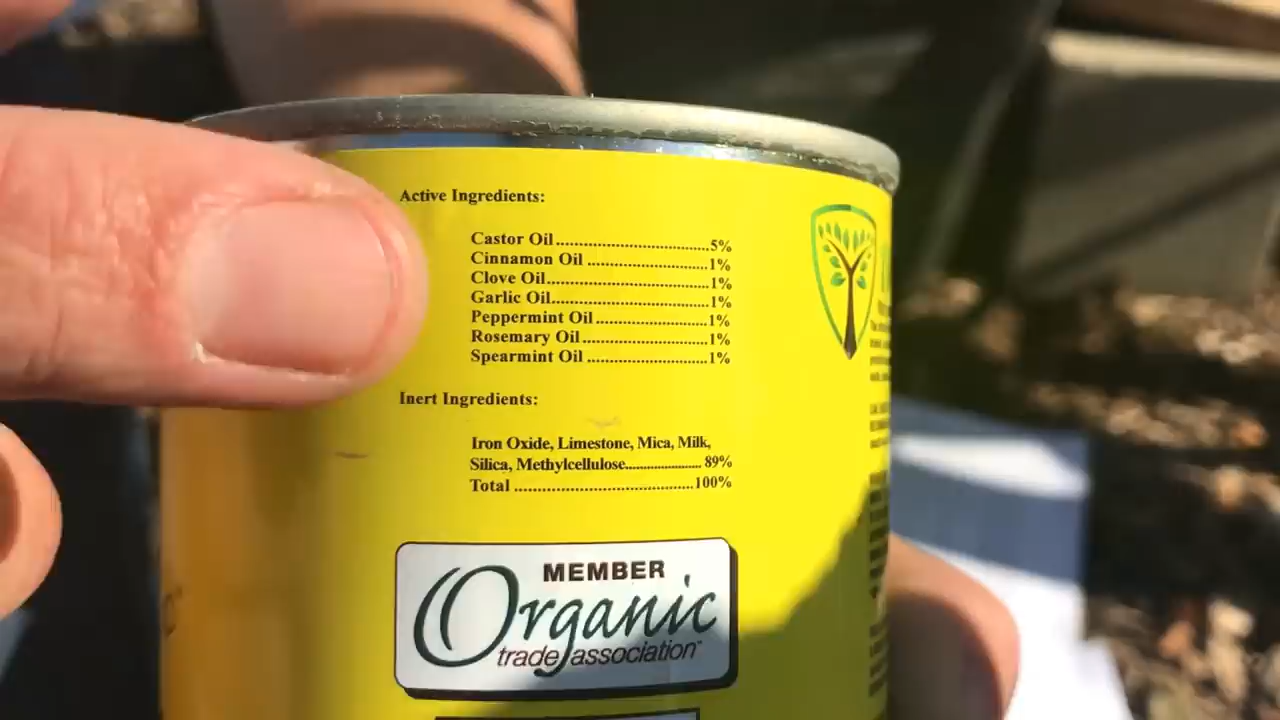 Active Ingredients:
Castor Oil..........5%
Cinnamon Oil..........1%
Clove Oil..........1%
Garlic Oil..........1%
Peppermint Oil..........1%
Rosemary Oil..........1%
Spearmint Oil..........1%
Inert Ingredients:
Iron Oxide, Limestone, Mica, Milk,
Silica, Methylcellulose..........89%
Total..........100%
MEMBER
Organic
trade association™